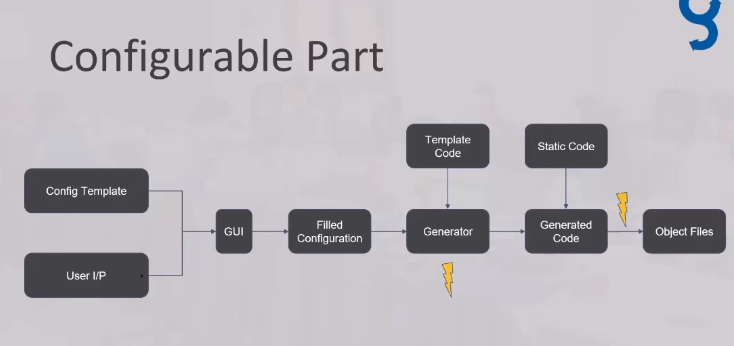 Configurable Part
Template
Code
Static Code
Config Template
GUI
Filled
Configuration
Generator
Generated
Code
Object Files
User I/P